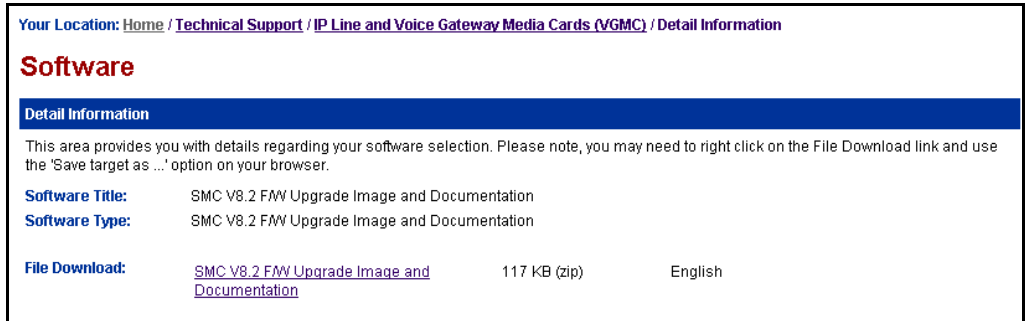 Your Location: Home / Technical Support / IP Line and Voice Gateway Media Cards (VGMC) / Detail Information
Software
Detail Information
This area provides you with details regarding your software selection. Please note, you may need to right click on the File Download link and use
the 'Save target as ...' option on your browser.
Software Title: SMC V8.2 F/W Upgrade Image and Documentation
Software Type: SMC V8.2 F/W Upgrade Image and Documentation
File Download: SMC V8.2 F/W Upgrade Image and 117 KB (zip) English
Documentation